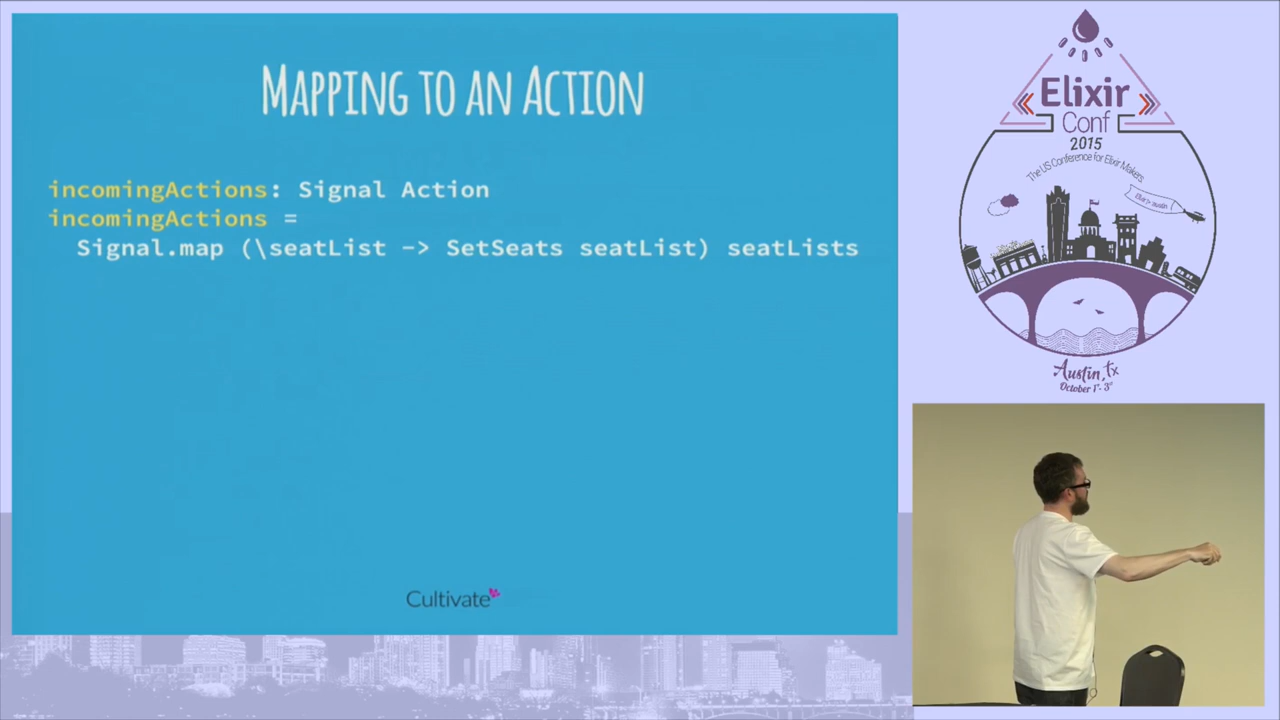 MAPPING TO AN ACTION
incomingActions: Signal Action
incomingActions =
Signal.map (\seatList -> SetSeats seatList) seatLists
Cultivate
Elixir
Conf
2015
The US Conference for Elixir Makers
Austin, TX
October 1st - 3rd